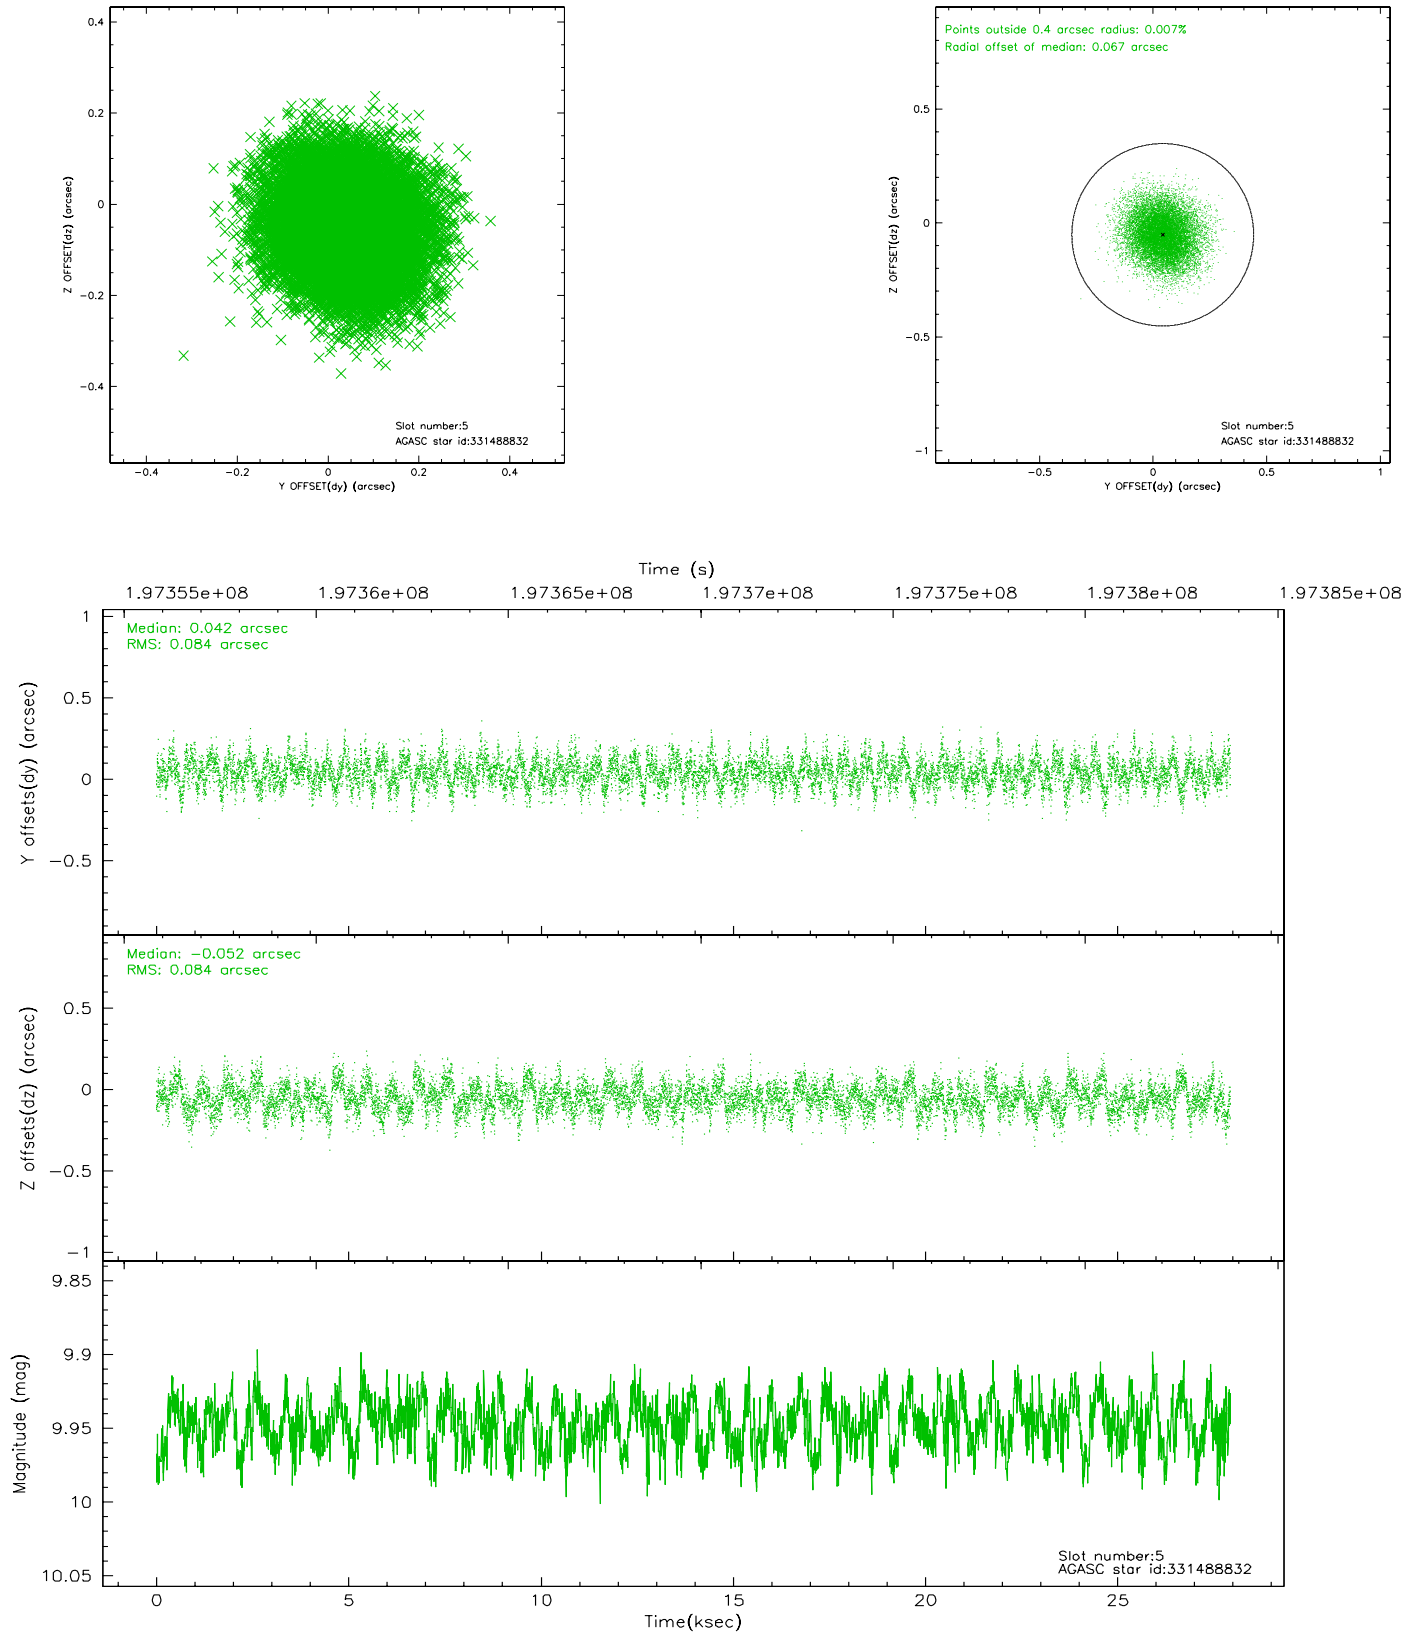 0.4
0.2
0
−0.2
−0.4
Z OFFSET(dz) (arcsec)
Slot number:5
AGASC star id:331488832
−0.4 −0.2 0 0.2 0.4
Y OFFSET(dy) (arcsec)
Points outside 0.4 arcsec radius: 0.007%
Radial offset of median: 0.067 arcsec
0.5
0
−0.5
−1
Z OFFSET(dz) (arcsec)
Slot number:5
AGASC star id:331488832
−0.5 0 0.5 1
Y OFFSET(dy) (arcsec)
Time (s)
1.97355e+08 1.9736e+08 1.97365e+08 1.9737e+08 1.97375e+08 1.9738e+08 1.97385e+08
Median: 0.042 arcsec
RMS: 0.084 arcsec
1
0.5
0
−0.5
Y offsets(dy) (arcsec)
Median: −0.052 arcsec
RMS: 0.084 arcsec
0.5
0
−0.5
−1
Z offsets(dz) (arcsec)
9.85
9.9
9.95
10
10.05
Magnitude (mag)
Slot number:5
AGASC star id:331488832
0 5 10 15 20 25
Time(ksec)